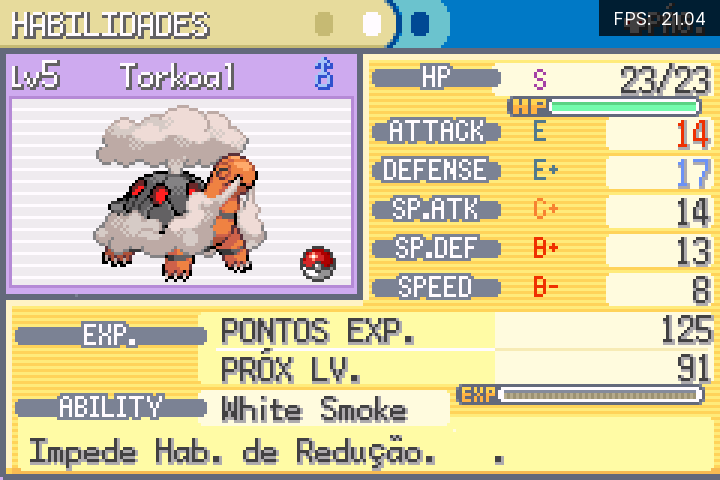 HABILIDADES
FPS: 21.04
Lv5 Torkoal ♂
HP S 23/23
HP
ATTACK E 14
DEFENSE E+ 17
SP.ATK C+ 14
SP.DEF B+ 13
SPEED B- 8
EXP. PONTOS EXP. 125
PRÓX LV. 91
EXP
ABILITY White Smoke
Impede Hab. de Redução. .